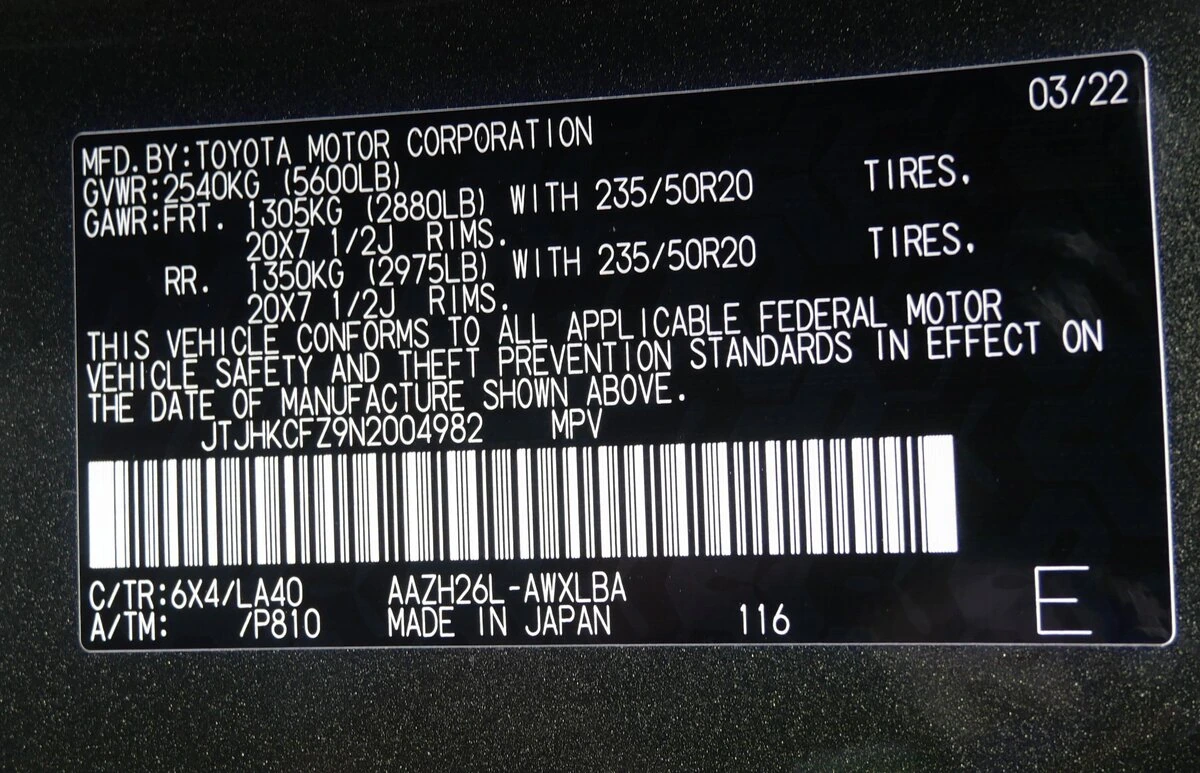 03/22
MFD.BY:TOYOTA MOTOR CORPORATION
GVWR:2540KG (5600LB)
GAWR:FRT. 1305KG (2880LB) WITH 235/50R20 TIRES.
20X7 1/2J RIMS.
RR. 1350KG (2975LB) WITH 235/50R20 TIRES.
20X7 1/2J RIMS.
THIS VEHICLE CONFORMS TO ALL APPLICABLE FEDERAL MOTOR
VEHICLE SAFETY AND THEFT PREVENTION STANDARDS IN EFFECT ON
THE DATE OF MANUFACTURE SHOWN ABOVE.
JTJHKCFZ9N2004982 MPV
C/TR:6X4/LA40 AAZH26L-AWXLBA
A/TM: /P810 MADE IN JAPAN 116 E